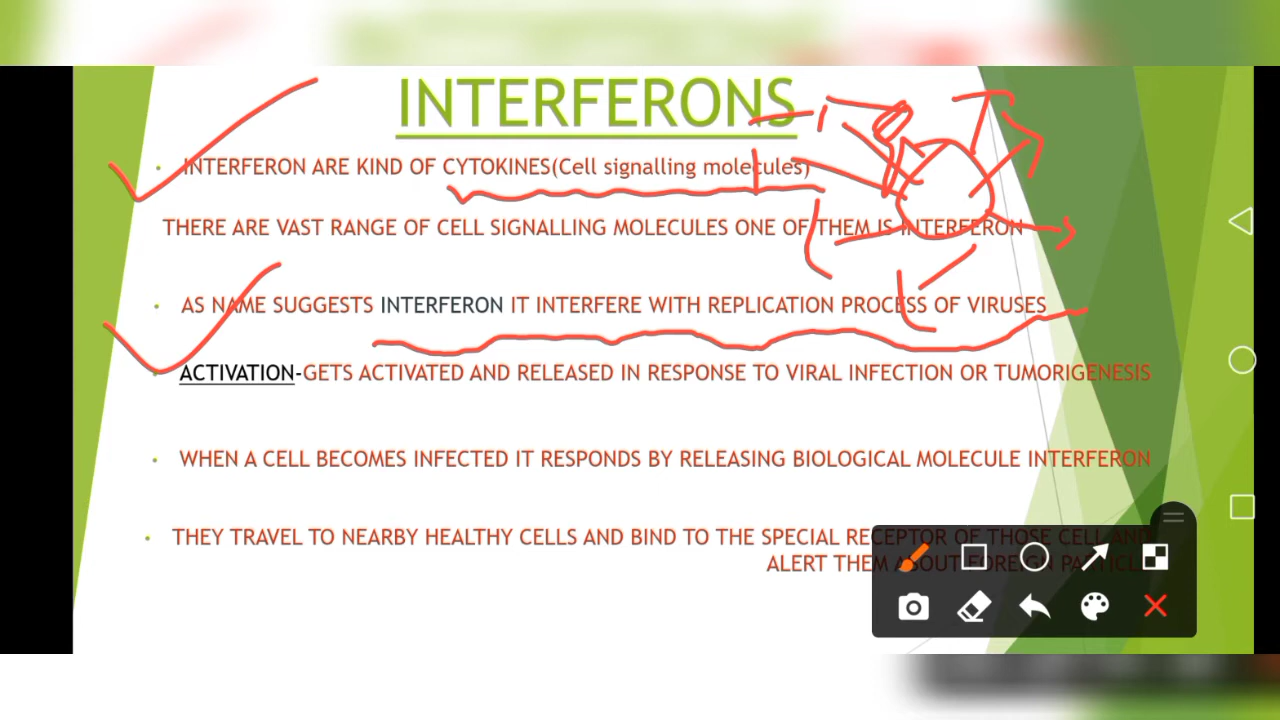 INTERFERONS
INTERFERON ARE KIND OF CYTOKINES(Cell signalling molecules)
THERE ARE VAST RANGE OF CELL SIGNALLING MOLECULES ONE OF THEM IS INTERFERON
AS NAME SUGGESTS INTERFERON IT INTERFERE WITH REPLICATION PROCESS OF VIRUSES
ACTIVATION-GETS ACTIVATED AND RELEASED IN RESPONSE TO VIRAL INFECTION OR TUMORIGENESIS
WHEN A CELL BECOMES INFECTED IT RESPONDS BY RELEASING BIOLOGICAL MOLECULE INTERFERON
THEY TRAVEL TO NEARBY HEALTHY CELLS AND BIND TO THE SPECIAL RECEPTOR OF THOSE CELL AND
ALERT THEM ABOUT FOREIGN